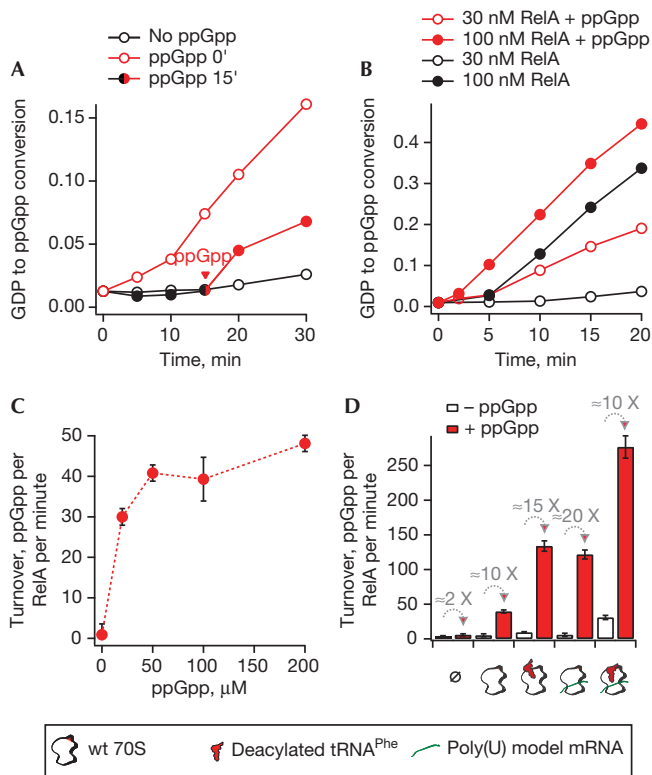 No ppGpp
ppGpp 0'
ppGpp 15'
A
GDP to ppGpp conversion
0.15
0.10
0.05
0.00
ppGpp
0 10 20 30
Time, min
30 nM RelA + ppGpp
100 nM RelA + ppGpp
30 nM RelA
100 nM RelA
B
GDP to ppGpp conversion
0.4
0.3
0.2
0.1
0.0
0 5 10 15 20
Time, min
C
Turnover, ppGpp per
RelA per minute
50
40
30
20
10
0
0 50 100 150 200
ppGpp, µM
D
– ppGpp
+ ppGpp
Turnover, ppGpp per
RelA per minute
250
200
150
100
50
0
≈2 X
≈10 X
≈15 X
≈20 X
≈10 X
∅
wt 70S
Deacylated tRNAPhe
Poly(U) model mRNA